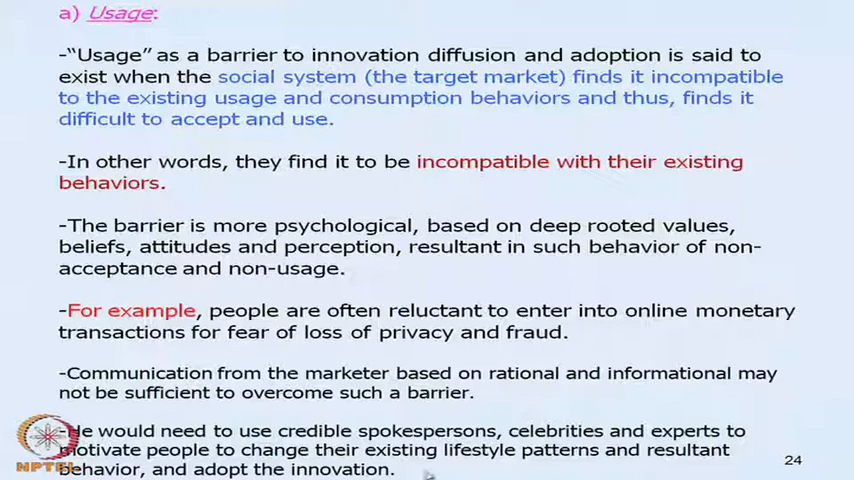 a) Usage:
-“Usage” as a barrier to innovation diffusion and adoption is said to
exist when the social system (the target market) finds it incompatible
to the existing usage and consumption behaviors and thus, finds it
difficult to accept and use.
-In other words, they find it to be incompatible with their existing
behaviors.
-The barrier is more psychological, based on deep rooted values,
beliefs, attitudes and perception, resultant in such behavior of non-
acceptance and non-usage.
-For example, people are often reluctant to enter into online monetary
transactions for fear of loss of privacy and fraud.
-Communication from the marketer based on rational and informational may
not be sufficient to overcome such a barrier.
-He would need to use credible spokespersons, celebrities and experts to
motivate people to change their existing lifestyle patterns and resultant
behavior, and adopt the innovation.
24
NPTEL